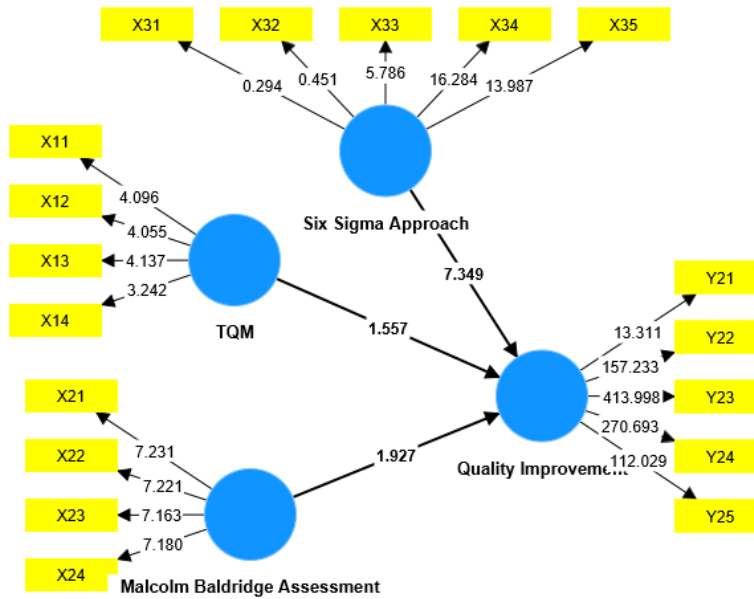 X31
X32
X33
X34
X35
0.294
0.451
5.786
16.284
13.987
Six Sigma Approach
X11
X12
X13
X14
4.096
4.055
4.137
3.242
TQM
7.349
1.557
1.927
X21
X22
X23
X24
7.231
7.221
7.163
7.180
Malcolm Baldridge Assessment
Y21
Y22
Y23
Y24
Y25
13.311
157.233
413.998
270.693
112.029
Quality Improvement